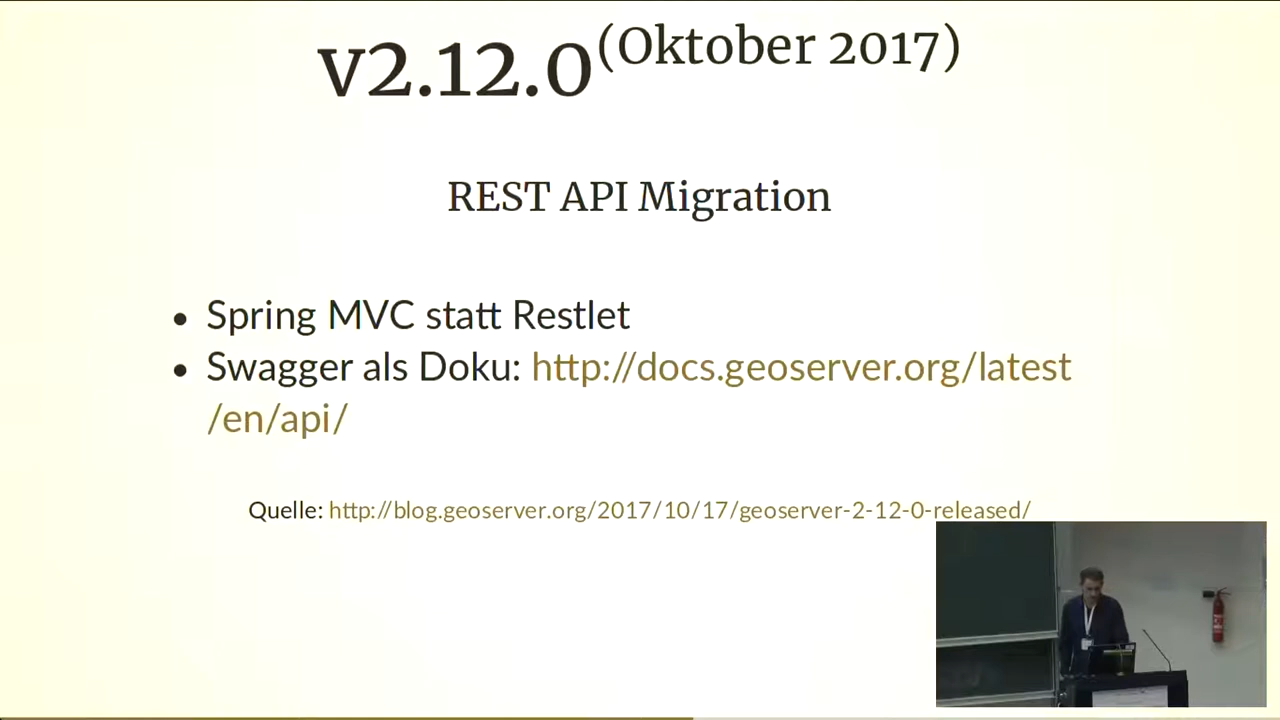 v2.12.0(Oktober 2017)
REST API Migration
• Spring MVC statt Restlet
• Swagger als Doku: http://docs.geoserver.org/latest
/en/api/
Quelle: http://blog.geoserver.org/2017/10/17/geoserver-2-12-0-released/